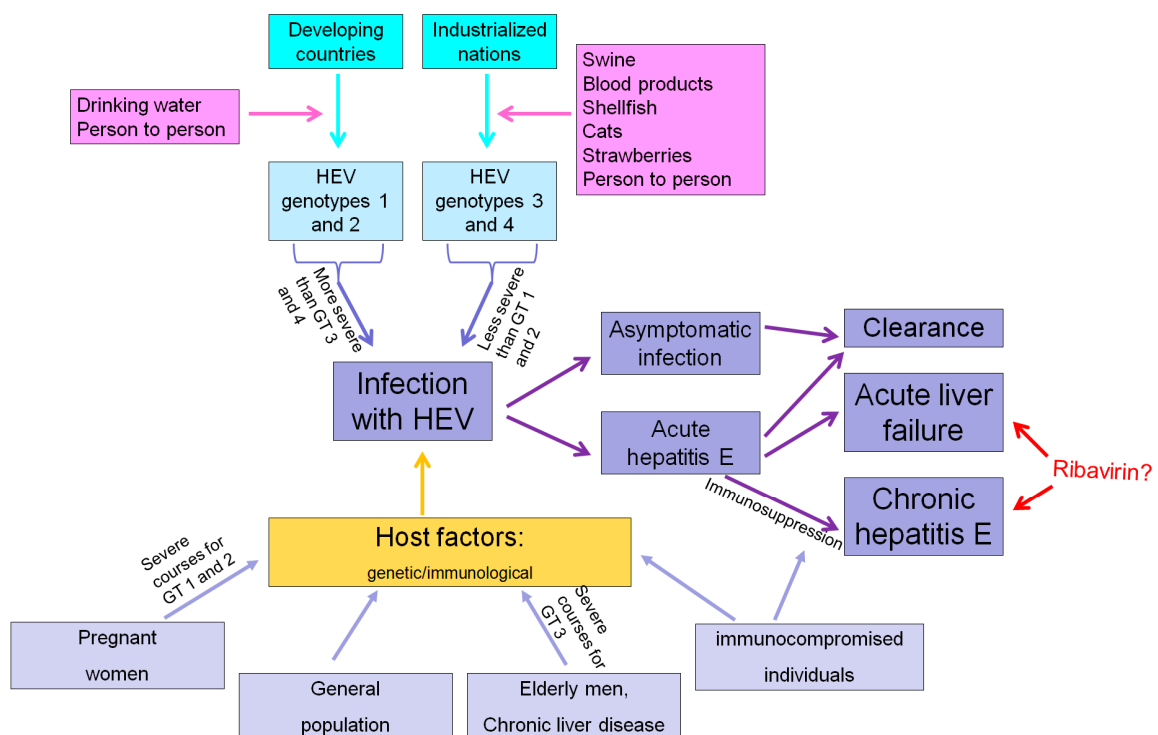 Developing
countries
Industrialized
nations
Drinking water
Person to person
Swine
Blood products
Shellfish
Cats
Strawberries
Person to person
HEV
genotypes 1
and 2
HEV
genotypes 3
and 4
More severe
than GT 3
and 4
Less severe
than GT 1
and 2
Infection
with HEV
Asymptomatic
infection
Acute
hepatitis E
Clearance
Acute liver
failure
Chronic
hepatitis E
Ribavirin?
Immunosuppression
Host factors:
genetic/immunological
Severe
courses for
GT 1 and 2
Severe
courses for
GT 3
Pregnant
women
General
population
Elderly men,
Chronic liver disease
immunocompromised
individuals